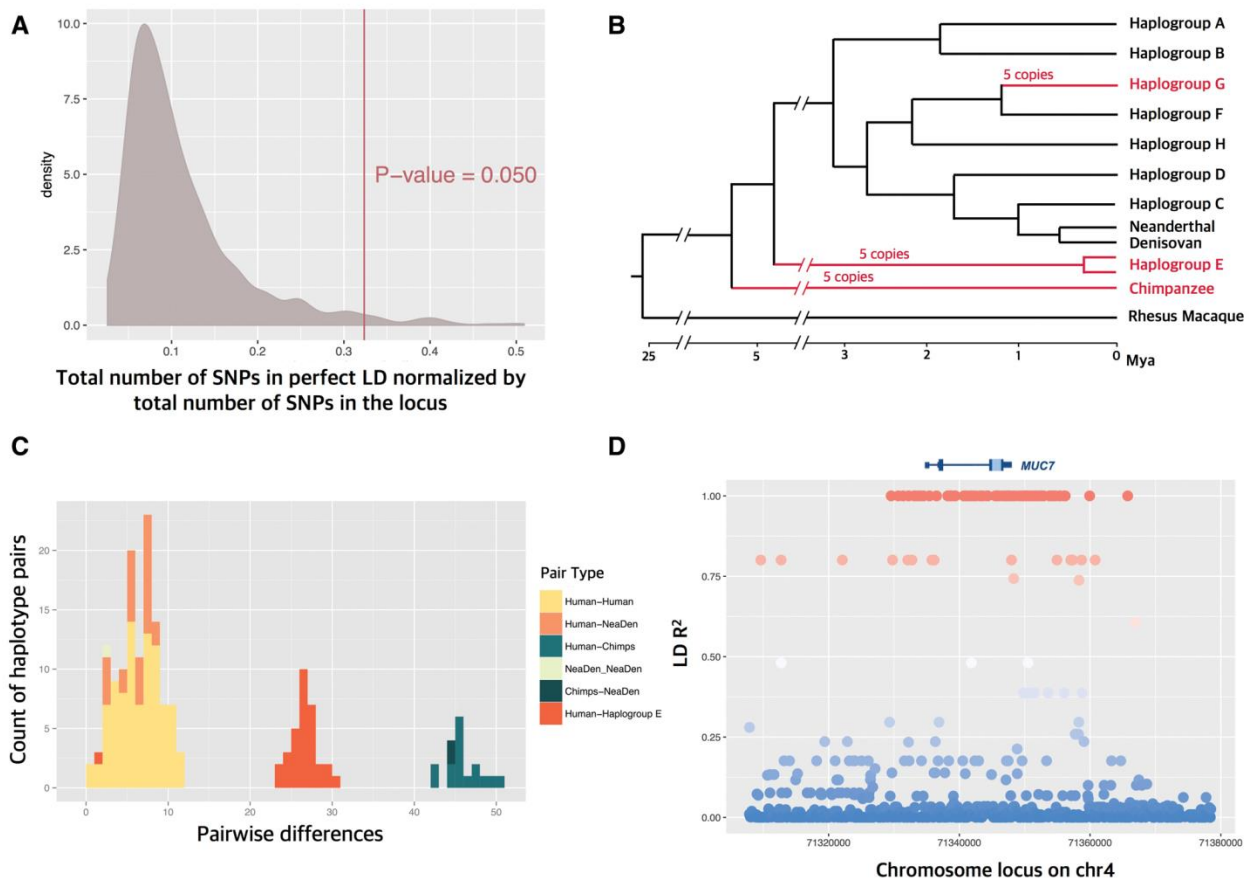 A
10.0
7.5
5.0
2.5
0.0
density
P-value = 0.050
0.1
0.2
0.3
0.4
0.5
Total number of SNPs in perfect LD normalized by
total number of SNPs in the locus
B
Haplogroup A
Haplogroup B
5 copies
Haplogroup G
Haplogroup F
Haplogroup H
Haplogroup D
Haplogroup C
Neanderthal
Denisovan
5 copies
Haplogroup E
5 copies
Chimpanzee
Rhesus Macaque
25
5
3
2
1
0
Mya
C
20
15
10
5
0
Count of haplotype pairs
0
10
20
30
40
50
Pairwise differences
Pair Type
Human-Human
Human-NeaDen
Human-Chimps
NeaDen_NeaDen
Chimps-NeaDen
Human-Haplogroup E
D
MUC7
1.00
0.75
0.50
0.25
0.00
LD R²
71320000
71340000
71360000
71380000
Chromosome locus on chr4